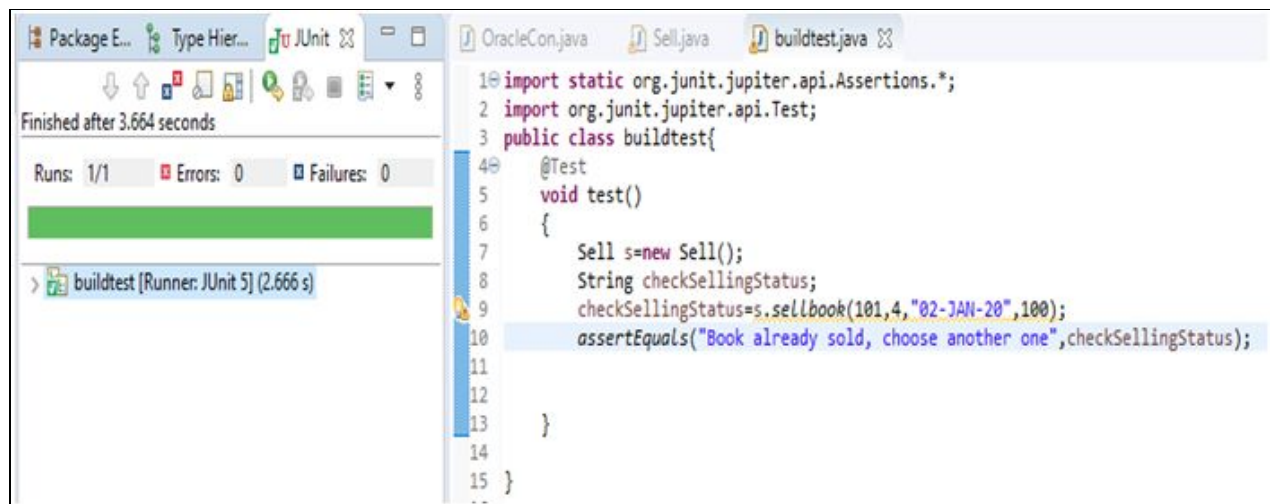 Package E... Type Hier... JUnit
Finished after 3.664 seconds
Runs: 1/1 Errors: 0 Failures: 0
buildtest [Runner: JUnit 5] (2.666 s)
OracleCon.java Sell.java buildtest.java
1 import static org.junit.jupiter.api.Assertions.*;
2 import org.junit.jupiter.api.Test;
3 public class buildtest{
4 @Test
5 void test()
6 {
7 Sell s=new Sell();
8 String checkSellingStatus;
9 checkSellingStatus=s.sellbook(101,4,"02-JAN-20",100);
10 assertEquals("Book already sold, choose another one",checkSellingStatus);
11
12
13 }
14
15 }